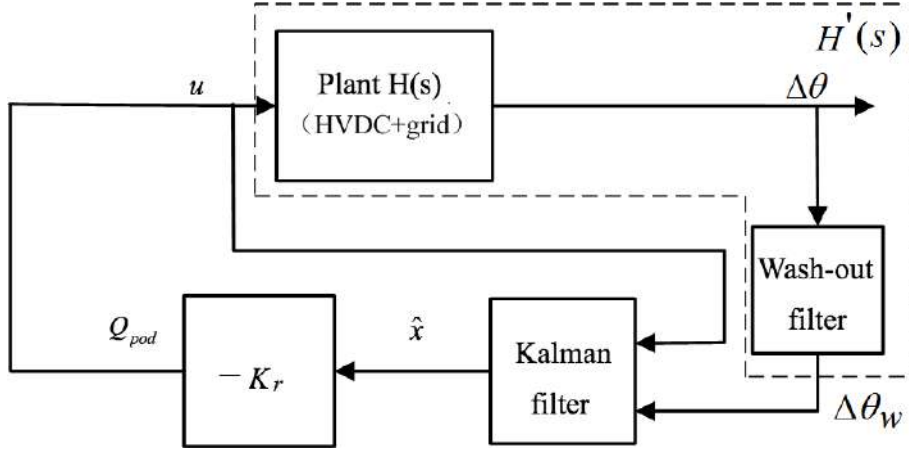 H'(s)
Plant H(s)
（HVDC+grid）
u
Δθ
Wash-out
filter
Q_pod
x̂
Kalman
filter
−K_r
Δθ_W